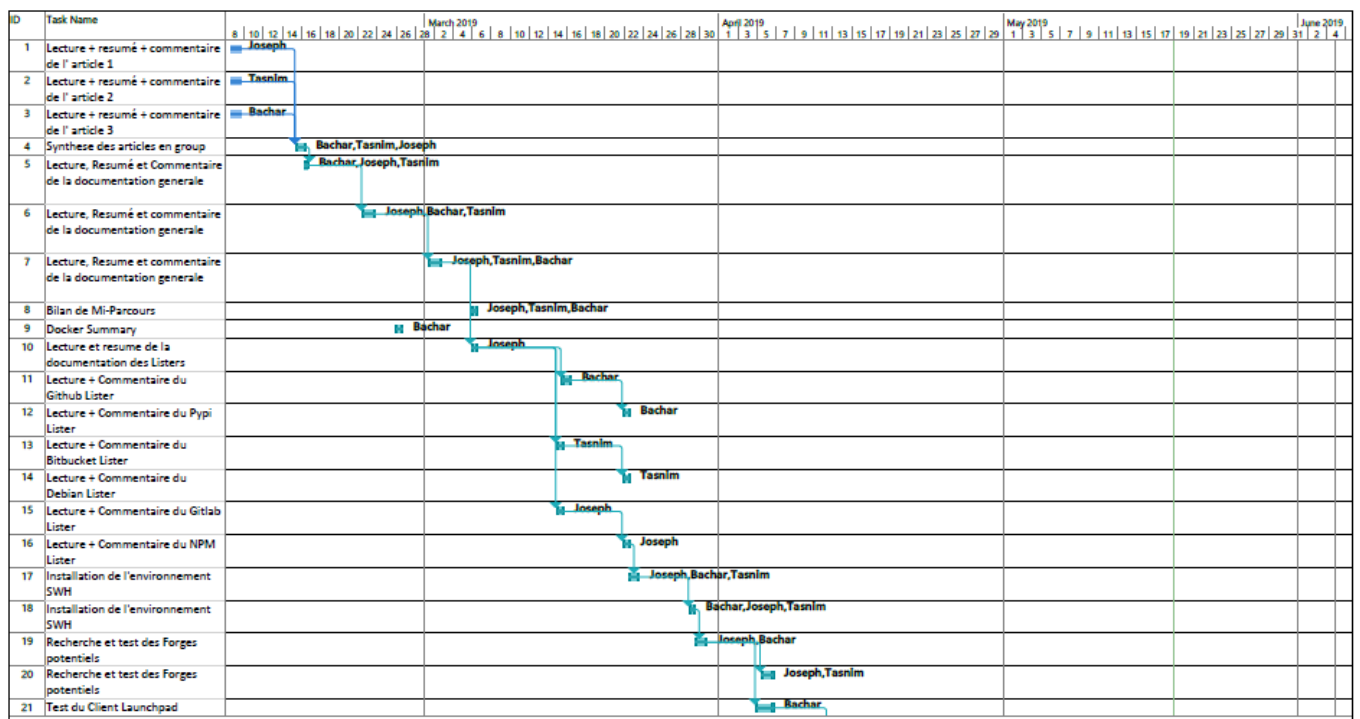 ID Task Name March 2019 April 2019 May 2019 June 2019
8 10 12 14 16 18 20 22 24 26 28 2 4 6 8 10 12 14 16 18 20 22 24 26 28 30 1 3 5 7 9 11 13 15 17 19 21 23 25 27 29 1 3 5 7 9 11 13 15 17 19 21 23 25 27 29 31 2 4
1 Lecture + resumé + commentaire Joseph
de l' article 1
2 Lecture + resumé + commentaire Tasnim
de l' article 2
3 Lecture + resumé + commentaire Bachar
de l' article 3
4 Synthese des articles en group Bachar,Tasnim,Joseph
5 Lecture, Resumé et Commentaire Bachar,Joseph,Tasnim
de la documentation generale
6 Lecture, Resumé et commentaire Joseph,Bachar,Tasnim
de la documentation generale
7 Lecture, Resume et commentaire Joseph,Tasnim,Bachar
de la documentation generale
8 Bilan de Mi-Parcours Joseph,Tasnim,Bachar
9 Docker Summary Bachar
10 Lecture et resume de la Joseph
documentation des Listers
11 Lecture + Commentaire du Bachar
Github Lister
12 Lecture + Commentaire du Pypi Bachar
Lister
13 Lecture + Commentaire du Tasnim
Bitbucket Lister
14 Lecture + Commentaire du Tasnim
Debian Lister
15 Lecture + Commentaire du Gitlab Joseph
Lister
16 Lecture + Commentaire du NPM Joseph
Lister
17 Installation de l'environnement Joseph,Bachar,Tasnim
SWH
18 Installation de l'environnement Bachar,Joseph,Tasnim
SWH
19 Recherche et test des Forges Joseph,Bachar
potentiels
20 Recherche et test des Forges Joseph,Tasnim
potentiels
21 Test du Client Launchpad Bachar